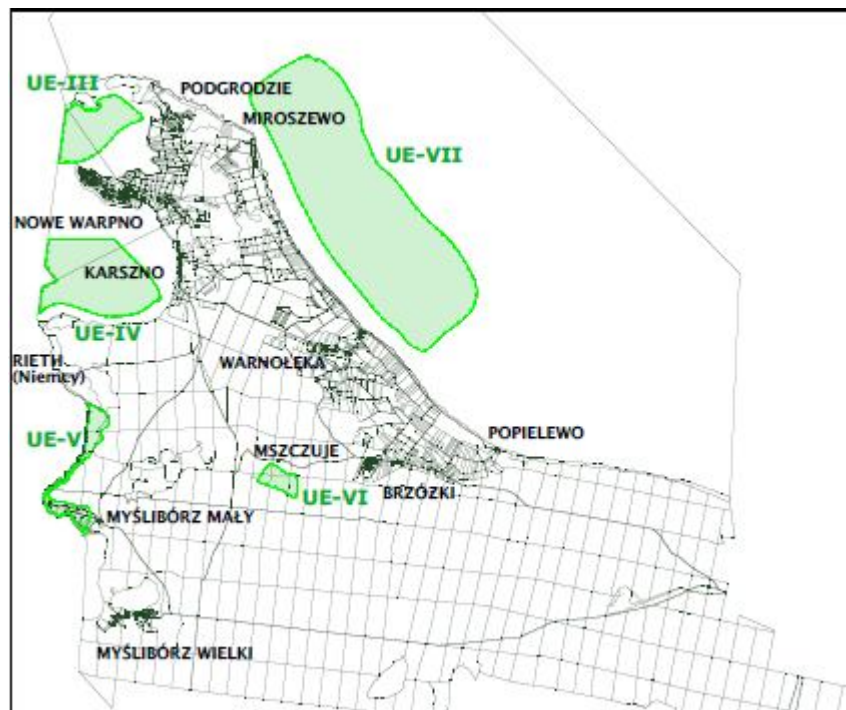 UE-III
PODGRODZIE
MIROSZEWO
UE-VII
NOWE WARPNO
KARSZNO
UE-IV
RIETH
(Niemcy)
WARNOŁĘKA
UE-V
POPIELEWO
MSZCZUJE
BRZÓZKI
UE-VI
MYŚLIBÓRZ MAŁY
MYŚLIBÓRZ WIELKI